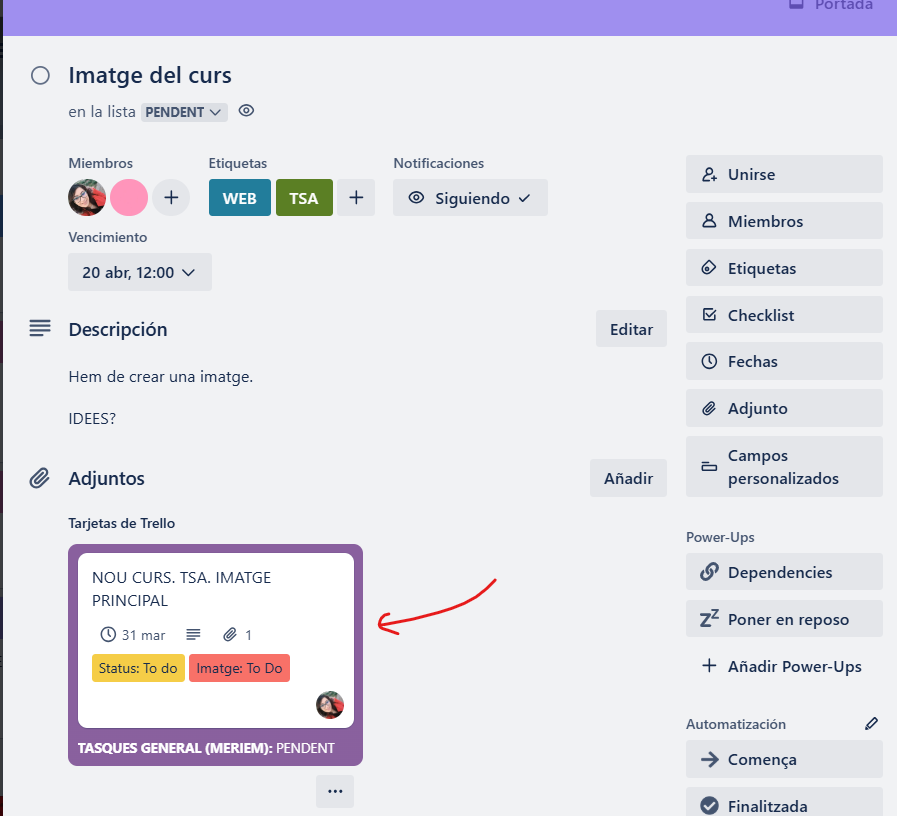 Portada
Imatge del curs
en la lista PENDENT
Miembros
Etiquetas
Notificaciones
WEB
TSA
Siguiendo
Vencimiento
20 abr, 12:00
Descripción
Editar
Hem de crear una imatge.
IDEES?
Adjuntos
Añadir
Tarjetas de Trello
NOU CURS. TSA. IMATGE
PRINCIPAL
31 mar
1
Status: To do
Imatge: To Do
TASQUES GENERAL (MERIEM): PENDENT
...
Unirse
Miembros
Etiquetas
Checklist
Fechas
Adjunto
Campos
personalizados
Power-Ups
Dependencies
Poner en reposo
Añadir Power-Ups
Automatización
Comença
Finalitzada